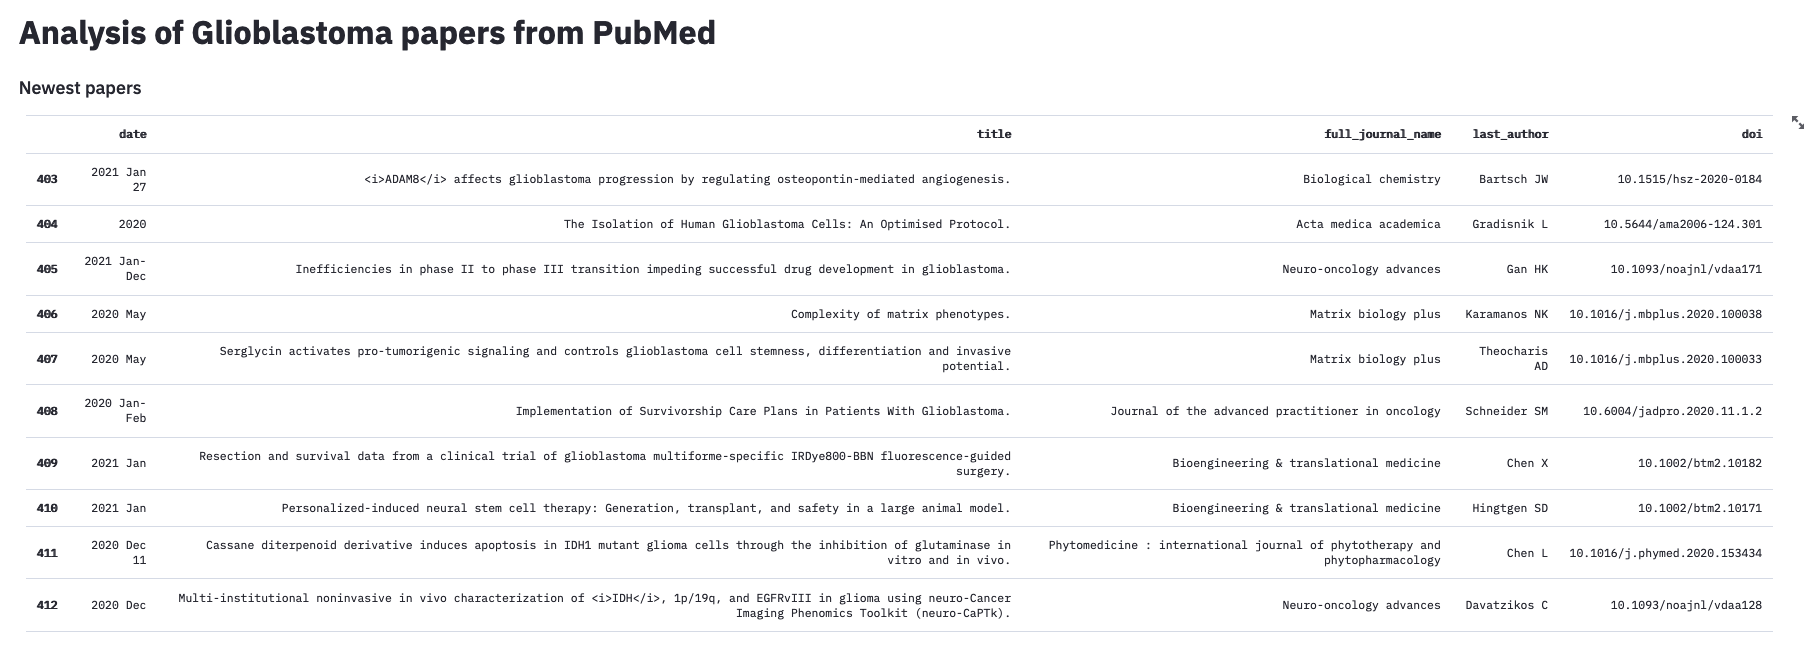 Analysis of Glioblastoma papers from PubMed
Newest papers
date title full_journal_name last_author doi
403 2021 Jan 27 <i>ADAM8</i> affects glioblastoma progression by regulating osteopontin-mediated angiogenesis. Biological chemistry Bartsch JW 10.1515/hsz-2020-0184
404 2020 The Isolation of Human Glioblastoma Cells: An Optimised Protocol. Acta medica academica Gradisnik L 10.5644/ama2006-124.301
405 2021 Jan-Dec Inefficiencies in phase II to phase III transition impeding successful drug development in glioblastoma. Neuro-oncology advances Gan HK 10.1093/noajnl/vdaa171
406 2020 May Complexity of matrix phenotypes. Matrix biology plus Karamanos NK 10.1016/j.mbplus.2020.100038
407 2020 May Serglycin activates pro-tumorigenic signaling and controls glioblastoma cell stemness, differentiation and invasive potential. Matrix biology plus Theocharis AD 10.1016/j.mbplus.2020.100033
408 2020 Jan-Feb Implementation of Survivorship Care Plans in Patients With Glioblastoma. Journal of the advanced practitioner in oncology Schneider SM 10.6004/jadpro.2020.11.1.2
409 2021 Jan Resection and survival data from a clinical trial of glioblastoma multiforme-specific IRDye800-BBN fluorescence-guided surgery. Bioengineering & translational medicine Chen X 10.1002/btm2.10182
410 2021 Jan Personalized-induced neural stem cell therapy: Generation, transplant, and safety in a large animal model. Bioengineering & translational medicine Hingtgen SD 10.1002/btm2.10171
411 2020 Dec 11 Cassane diterpenoid derivative induces apoptosis in IDH1 mutant glioma cells through the inhibition of glutaminase in vitro and in vivo. Phytomedicine : international journal of phytotherapy and phytopharmacology Chen L 10.1016/j.phymed.2020.153434
412 2020 Dec Multi-institutional noninvasive in vivo characterization of <i>IDH</i>, 1p/19q, and EGFRvIII in glioma using neuro-Cancer Imaging Phenomics Toolkit (neuro-CaPTk). Neuro-oncology advances Davatzikos C 10.1093/noajnl/vdaa128